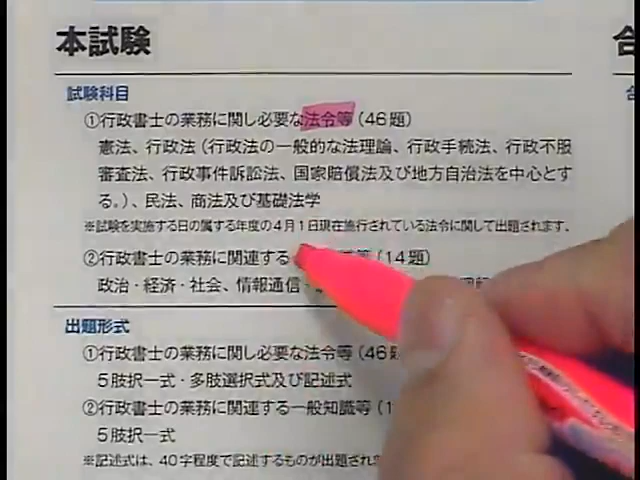 本試験
合
試験科目
①行政書士の業務に関し必要な法令等（46題）
憲法、行政法（行政法の一般的な法理論、行政手続法、行政不服
審査法、行政事件訴訟法、国家賠償法及び地方自治法を中心とす
る。）、民法、商法及び基礎法学
※試験を実施する日の属する年度の4月1日現在施行されている法令に関して出題されます。
②行政書士の業務に関連する 等（14題）
政治・経済・社会、情報通信・
出題形式
①行政書士の業務に関し必要な法令等（46題
5肢択一式・多肢選択式及び記述式
②行政書士の業務に関連する一般知識等（1
5肢択一式
※記述式は、40字程度で記述するものが出題され